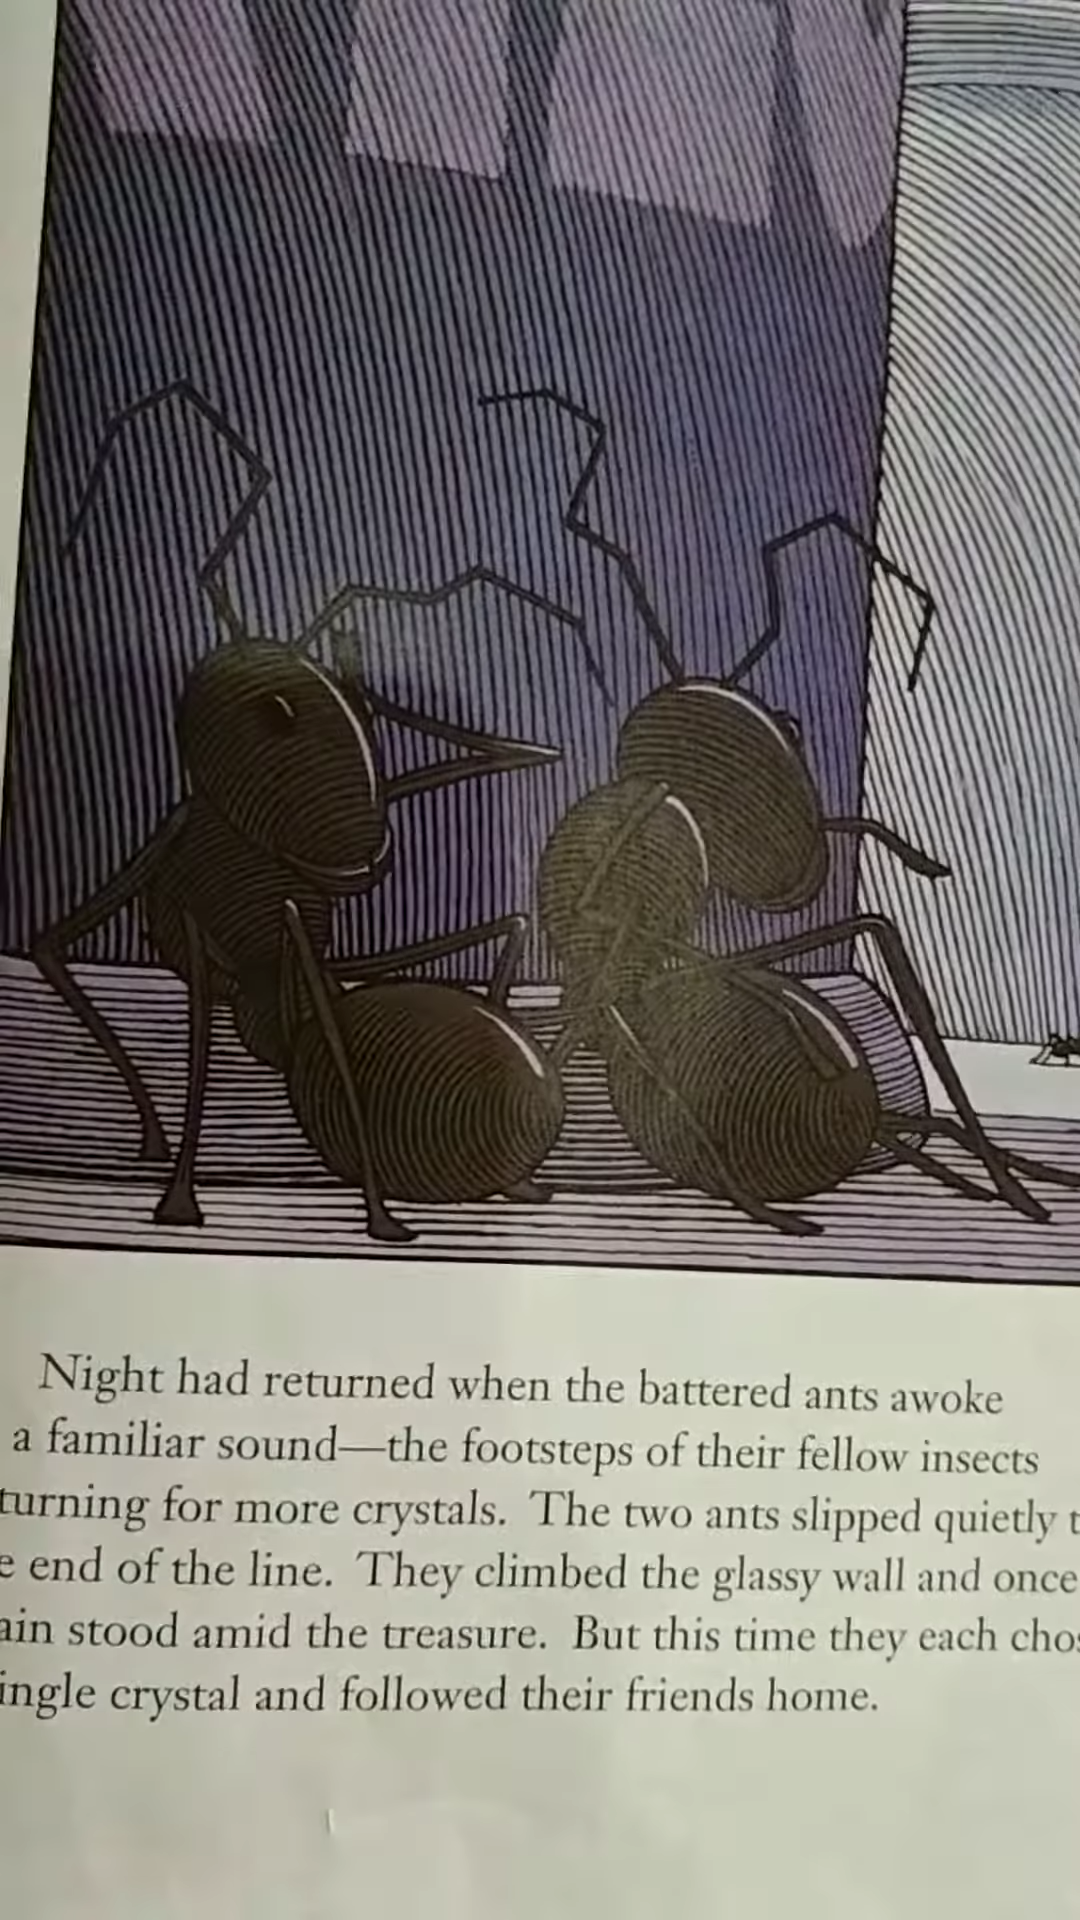 Night had returned when the battered ants awoke
a familiar sound—the footsteps of their fellow insects
turning for more crystals. The two ants slipped quietly t
e end of the line. They climbed the glassy wall and once
ain stood amid the treasure. But this time they each chos
ingle crystal and followed their friends home.